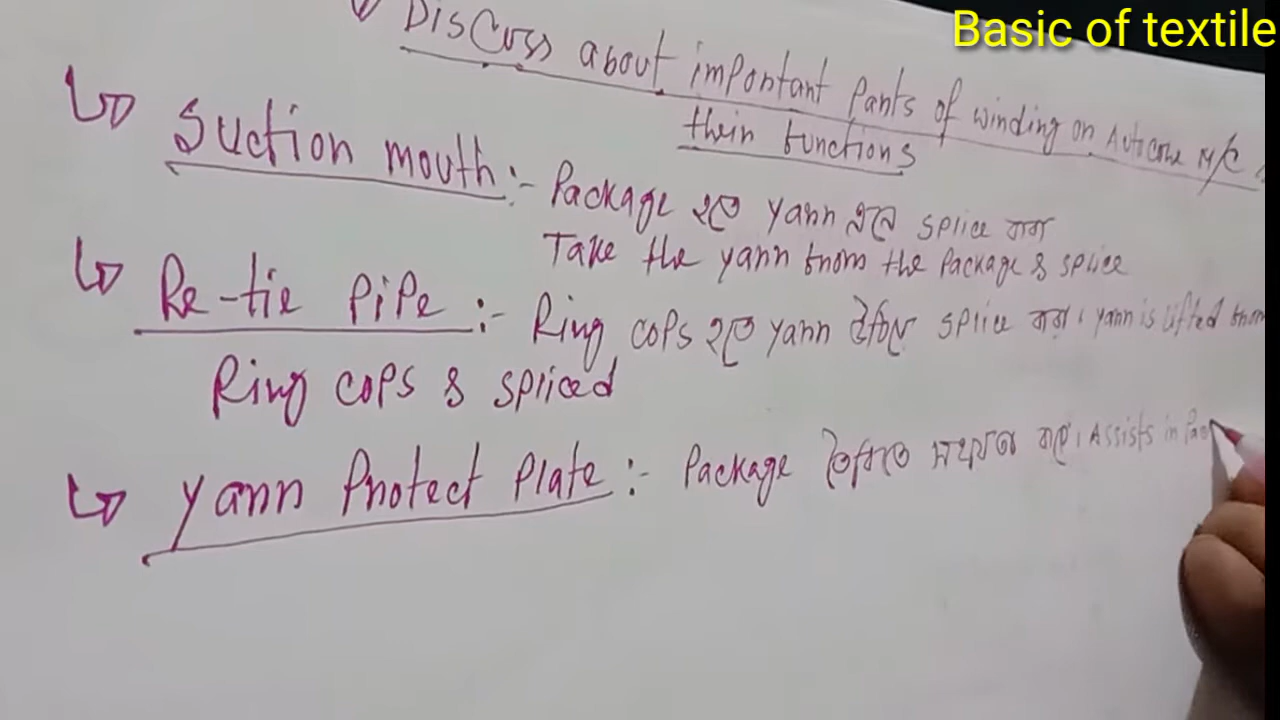 Basic of textile
Discuss about important parts of winding on Autocone M/C &
their functions
Suction mouth :- Package হতে yarn এনে splice করা
Take the yarn from the Package & splice
Re-tie PiPe :- Ring cops হতে yarn উঠিয়ে splice করা। yarn is lifted from
Ring cops & spliced
Yarn Protect Plate :- Package তৈরিতে সহায়তা করে। Assists in Pac